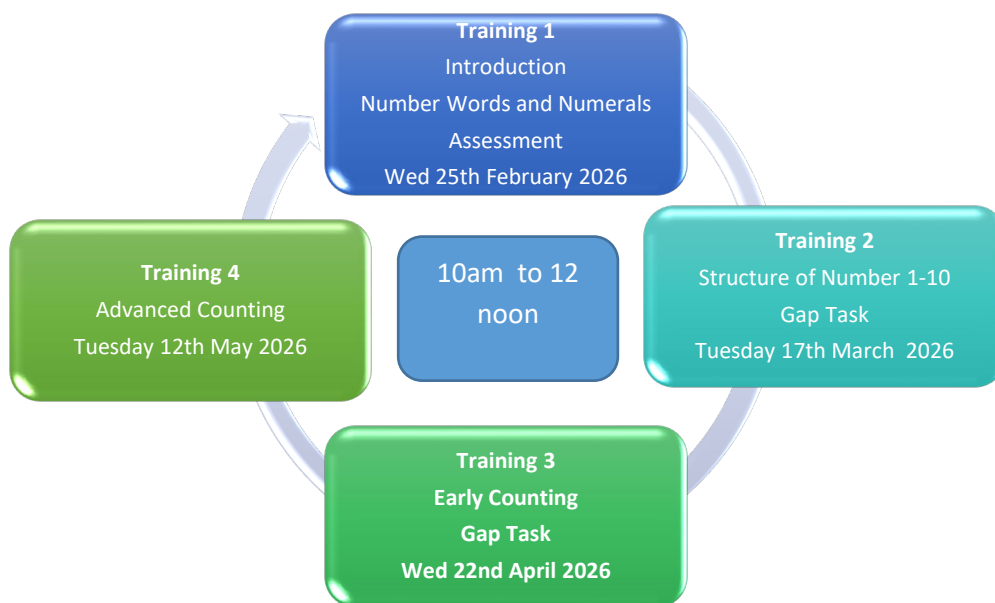 Training 1
Introduction
Number Words and Numerals
Assessment
Wed 25th February 2026
Training 2
Structure of Number 1-10
Gap Task
Tuesday 17th March 2026
Training 3
Early Counting
Gap Task
Wed 22nd April 2026
Training 4
Advanced Counting
Tuesday 12th May 2026
10am to 12
noon